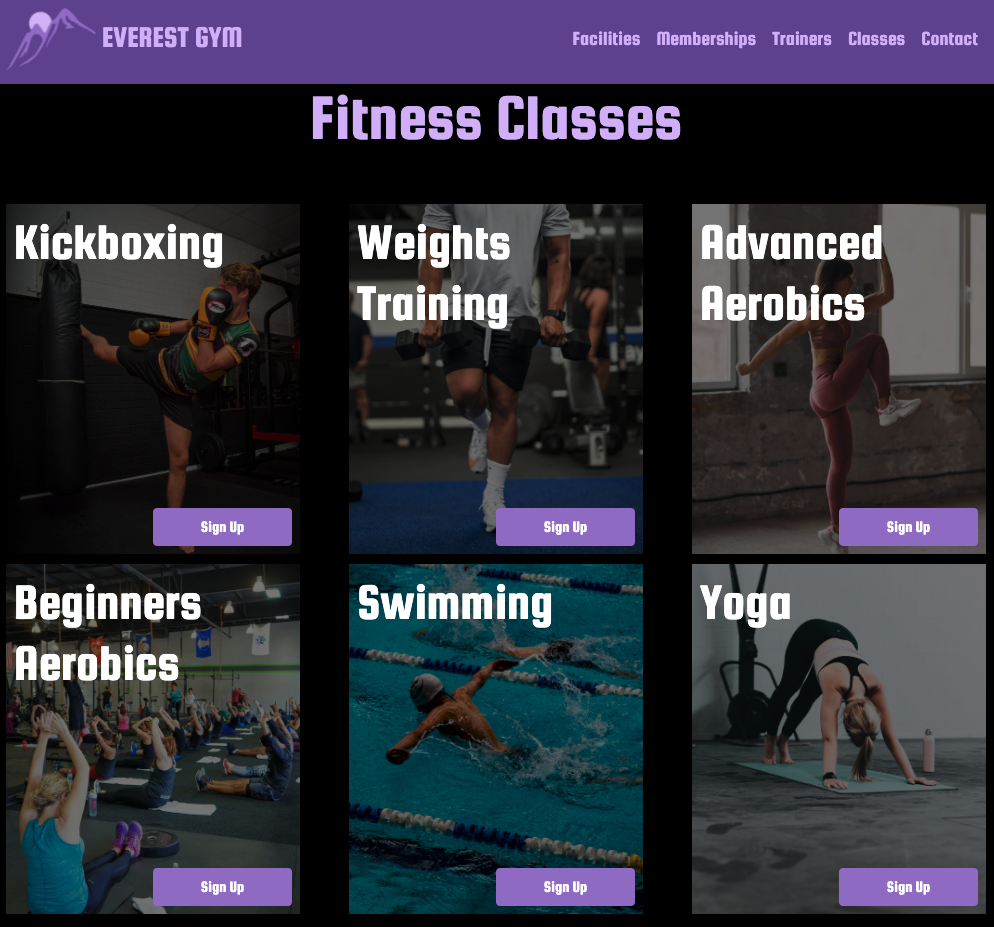 EVEREST GYM
Facilities Memberships Trainers Classes Contact
Fitness Classes
Kickboxing
Sign Up
Weights
Training
Sign Up
Advanced
Aerobics
Sign Up
Beginners
Aerobics
Sign Up
Swimming
Sign Up
Yoga
Sign Up